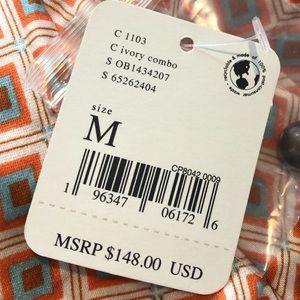 C 1103
C ivory combo
S OB1434207
S 65262404
size
M
CP8042 0009
1 96347 06172 6
MSRP $148.00 USD